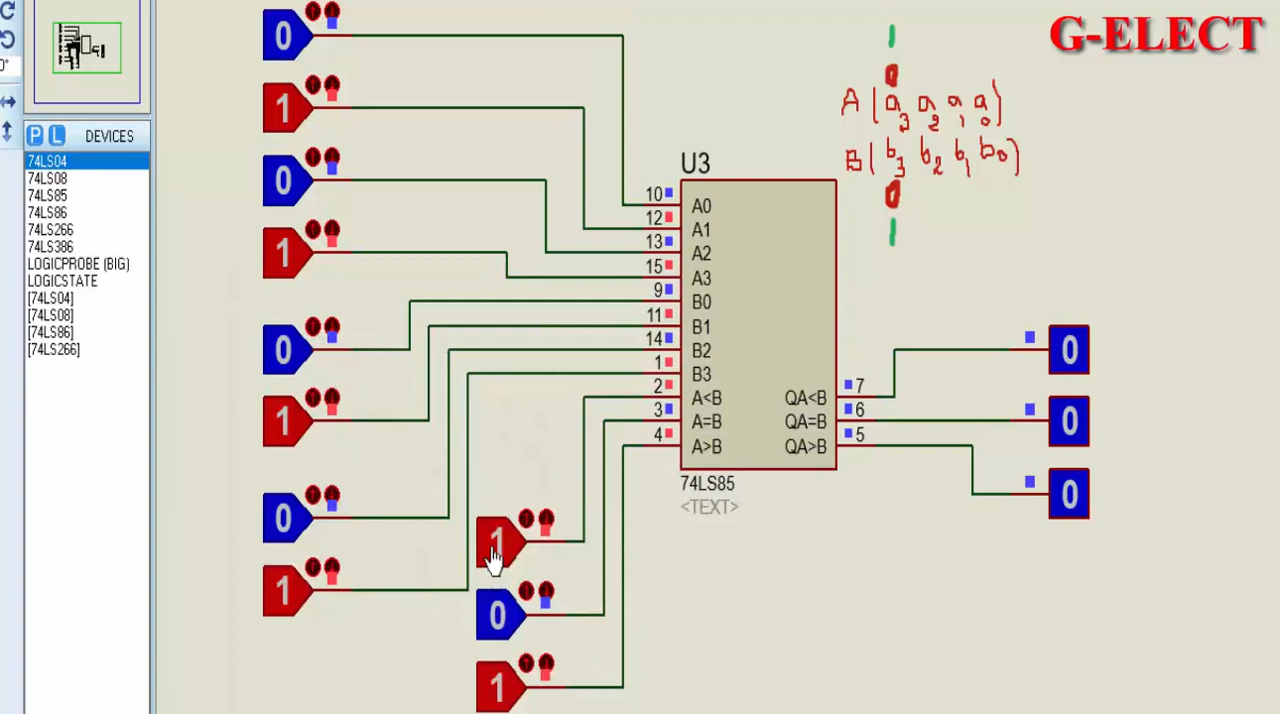 G-ELECT
P L DEVICES
74LS04
74LS08
74LS85
74LS86
74LS266
74LS386
LOGICPROBE (BIG)
LOGICSTATE
[74LS04]
[74LS08]
[74LS86]
[74LS266]
0
1
0
1
0
1
0
1
1
0
1
1
0
A(a3 a2 a1 a0)
B(b3 b2 b1 b0)
0
1
U3
10 A0
12 A1
13 A2
15 A3
9 B0
11 B1
14 B2
1 B3
2 A<B QA<B 7
3 A=B QA=B 6
4 A>B QA>B 5
74LS85
<TEXT>
0
0
0